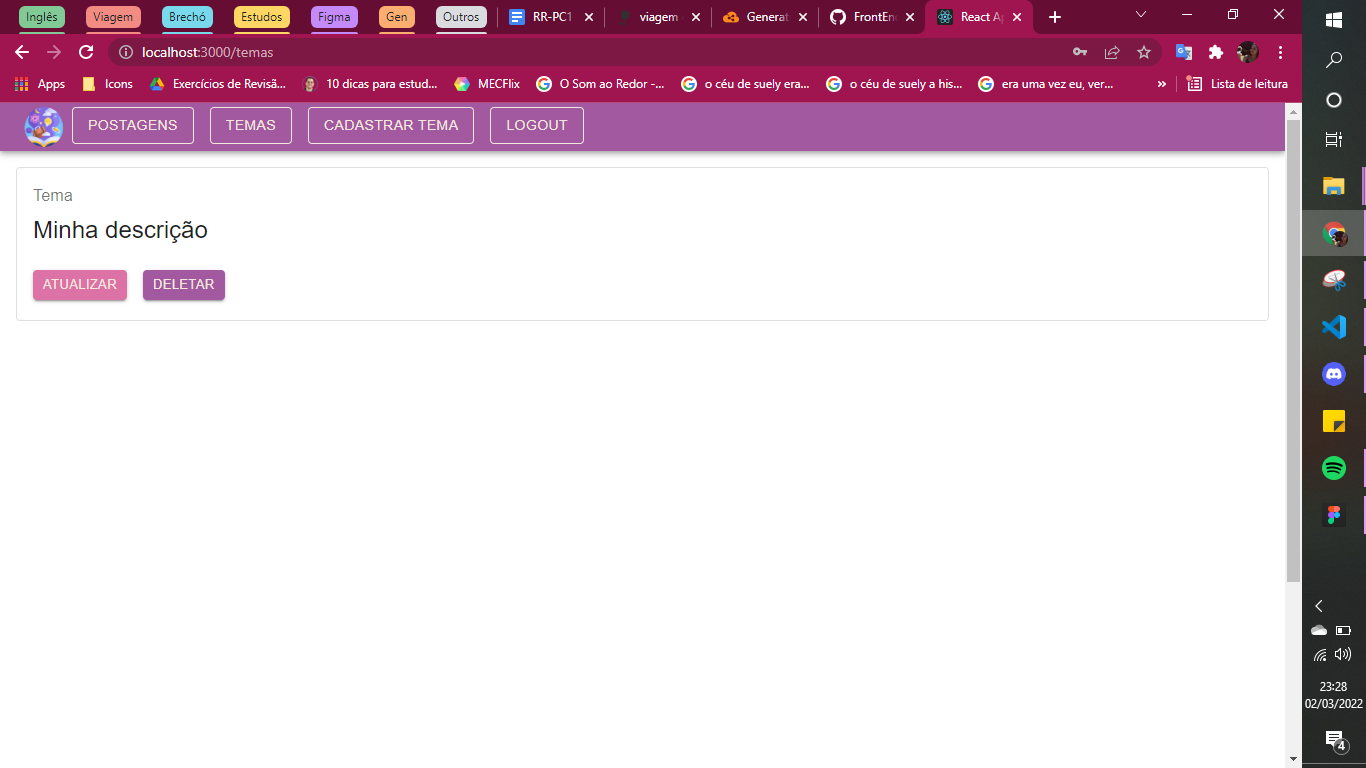 Inglês Viagem Brechó Estudos Figma Gen Outros RR-PC1 viagem Generat FrontEn React Ap
localhost:3000/temas
Apps Icons Exercícios de Revisã... 10 dicas para estud... MECFlix O Som ao Redor -... o céu de suely era... o céu de suely a his... era uma vez eu, ver... » Lista de leitura
POSTAGENS TEMAS CADASTRAR TEMA LOGOUT
Tema
Minha descrição
ATUALIZAR DELETAR
23:28
02/03/2022
4